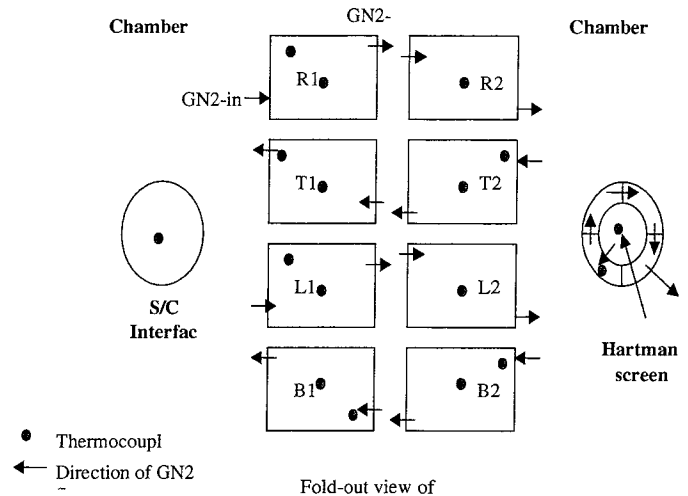 GN2-
Chamber
Chamber
R1
R2
GN2-in
T1
T2
L1
L2
S/C
Interfac
Hartman
screen
B1
B2
Thermocoupl
Direction of GN2
Fold-out view of